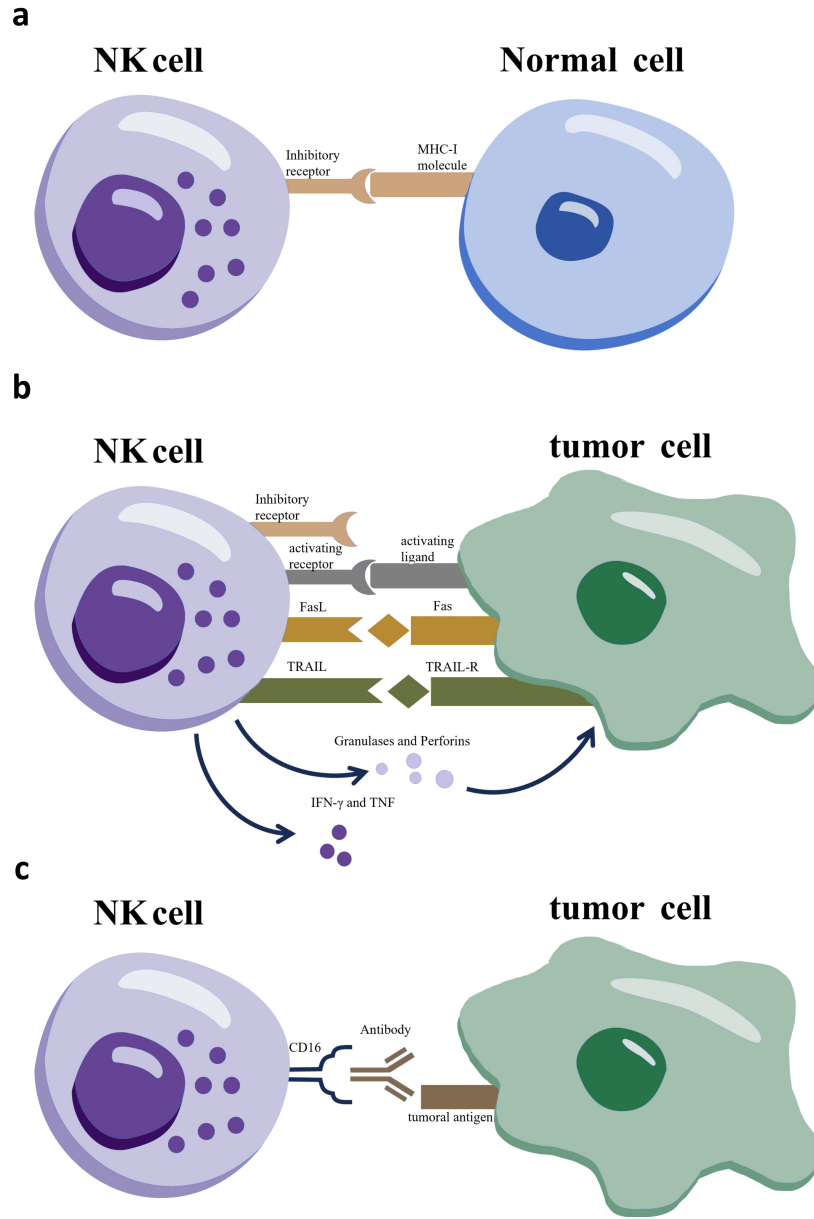 a
NK cell
Normal cell
Inhibitory
receptor
MHC-I
molecule
b
NK cell
tumor cell
Inhibitory
receptor
activating
receptor
activating
ligand
FasL
Fas
TRAIL
TRAIL-R
Granulases and Perforins
IFN-γ and TNF
c
NK cell
tumor cell
CD16
Antibody
tumoral antigen